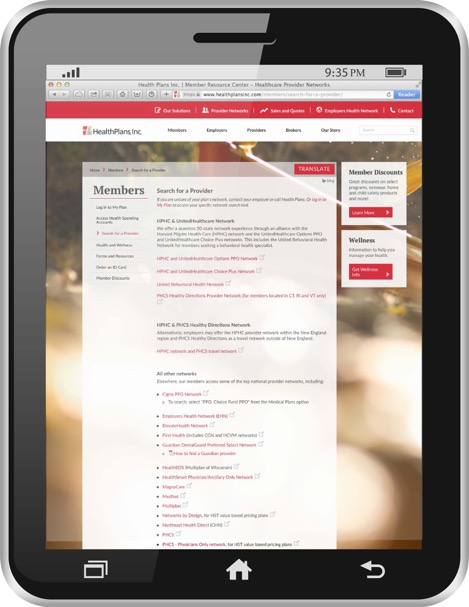 9:35 PM
Health Plans Inc. | Member Resource Center – Healthcare Provider Networks
https www.healthplansinc.com/members/search-for-a-provider/
Reader
Our Solutions
Provider Networks
Sales and Quotes
Employers Health Network
Contact
HealthPlans, Inc.
Members
Employers
Providers
Brokers
Our Story
Search
Home > Members > Search for a Provider
TRANSLATE
bing
Members
Log in to My Plan
Access Health Spending
Accounts
> Search for a Provider
Health and Wellness
Forms and Resources
Order an ID Card
Member Discounts
Search for a Provider
If you are unsure of your plan's network, contact your employer or call Health Plans. Or log in to
My Plan to access your specific network search tool.
HPHC & UnitedHealthcare Network
We offer a seamless 50-state network experience through an alliance with the
Harvard Pilgrim Health Care (HPHC) network and the UnitedHealthcare Options PPO
and UnitedHealthcare Choice Plus networks. This includes the United Behavioral Health
Network for members seeking a behavioral health specialist.
HPHC and UnitedHealthcare Options PPO Network
HPHC and UnitedHealthcare Choice Plus Network
United Behavioral Health Network
PHCS Healthy Directions Provider Network (for members located in CT, RI and VT only)
HPHC & PHCS Healthy Directions Network
Alternatively, employers may offer the HPHC provider network within the New England
region and PHCS Healthy Directions as a travel network outside of New England.
HPHC network and PHCS travel network
All other networks
Elsewhere, our members access some of the top national provider networks, including:
Cigna PPO Network
To search: select "PPO, Choice Fund PPO" from the Medical Plans option
Employers Health Network (EHN)
Evolve Health Network
First Health (includes CCN and HCVM networks)
Guardian DentalGuard Preferred Select Network
How to find a Guardian provider
HealthEOS (Multiplan of Wisconsin)
HealthSmart Physician/Ancillary Only Network
MagnaCare
MedNet
Multiplan
Networks by Design, for HST value based pricing plans
Northeast Health Direct (CHN)
PHCS
PHCS - Physicians Only network, for HST value based pricing plans
Member Discounts
Great discounts on select
programs, eyewear, home
and child safety products
and more!
Learn More >
Wellness
Information to help you
manage your health.
Get Wellness
Info >